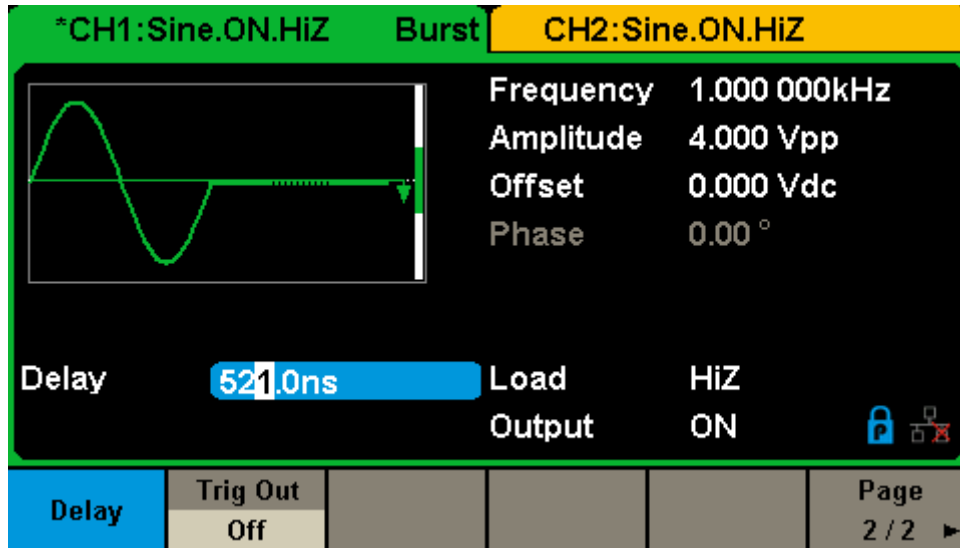 *CH1:Sine.ON.HiZ Burst CH2:Sine.ON.HiZ
Frequency 1.000 000kHz
Amplitude 4.000 Vpp
Offset 0.000 Vdc
Phase 0.00 °
Delay 521.0ns Load HiZ
Output ON
P
Delay Trig Out Off Page 2/2